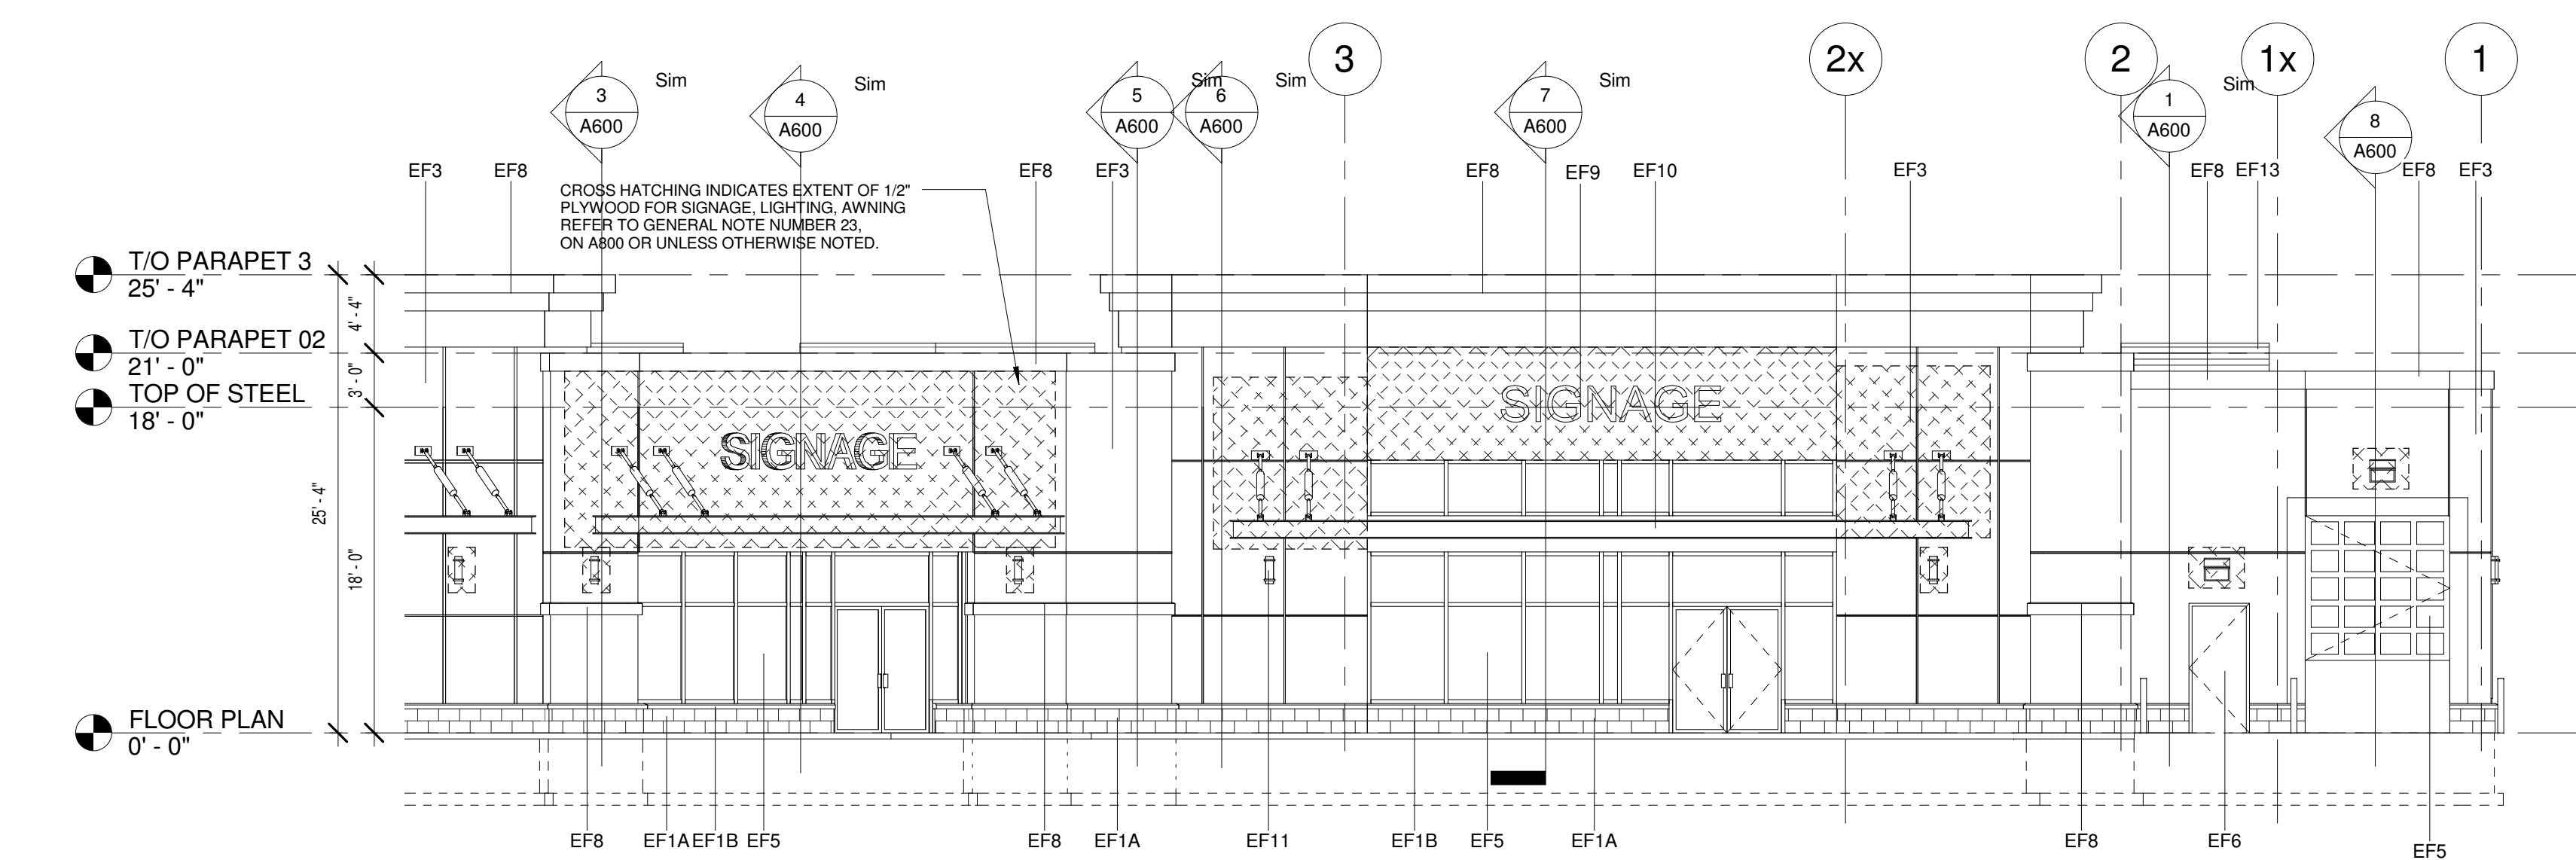 3
2x
2
1x
1
3
A600
Sim
4
A600
Sim
5
A600
Sim
6
A600
Sim
7
A600
Sim
1
A600
Sim
8
A600
EF3
EF8
EF8
EF3
EF8
EF9
EF10
EF3
EF8
EF13
EF8
EF3
CROSS HATCHING INDICATES EXTENT OF 1/2"
PLYWOOD FOR SIGNAGE, LIGHTING, AWNING
REFER TO GENERAL NOTE NUMBER 23,
ON A800 OR UNLESS OTHERWISE NOTED.
T/O PARAPET 3
25' - 4"
T/O PARAPET 02
21' - 0"
TOP OF STEEL
18' - 0"
4' - 4"
3' - 0"
25' - 4"
18' - 0"
SIGNAGE
SIGNAGE
FLOOR PLAN
0' - 0"
EF8
EF1A
EF1B
EF5
EF8
EF1A
EF11
EF1B
EF5
EF1A
EF8
EF6
EF5